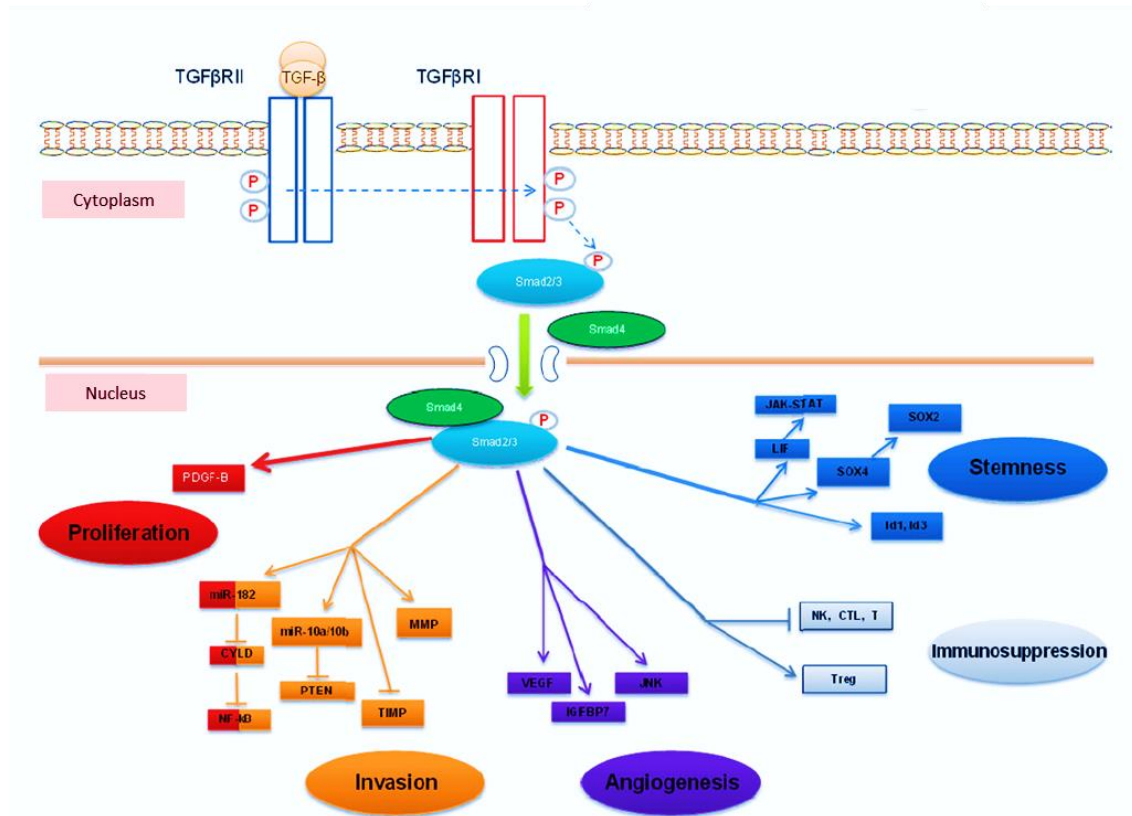 TGFβRII
TGF-β
TGFβRI
P
P
P
P
Cytoplasm
P
Smad2/3
Smad4
Nucleus
Smad4
P
Smad2/3
JAK-STAT
SOX2
LIF
SOX4
Stemness
PDGF-B
Id1, Id3
Proliferation
miR-182
NK, CTL, T
MMP
miR-10a/10b
CYLD
Immunosuppression
Treg
VEGF
JNK
PTEN
IGFBP7
TIMP
NF-kB
Invasion
Angiogenesis